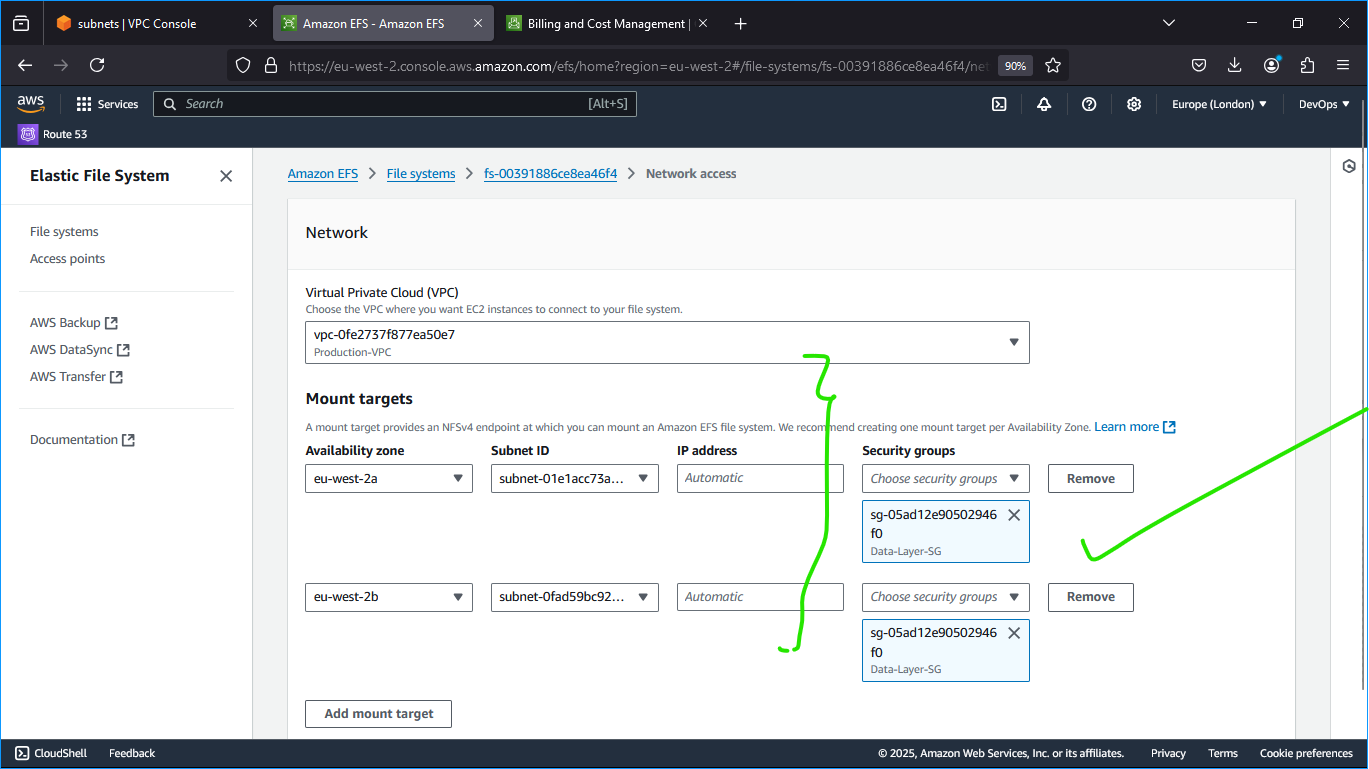 subnets | VPC Console
Amazon EFS - Amazon EFS
Billing and Cost Management |
https://eu-west-2.console.aws.amazon.com/efs/home?region=eu-west-2#/file-systems/fs-00391886ce8ea46f4/net
90%
aws
Services
Search
[Alt+S]
Europe (London)
DevOps
Route 53
Elastic File System
File systems
Access points
AWS Backup
AWS DataSync
AWS Transfer
Documentation
Amazon EFS > File systems > fs-00391886ce8ea46f4 > Network access
Network
Virtual Private Cloud (VPC)
Choose the VPC where you want EC2 instances to connect to your file system.
vpc-0fe2737f877ea50e7
Production-VPC
Mount targets
A mount target provides an NFSv4 endpoint at which you can mount an Amazon EFS file system. We recommend creating one mount target per Availability Zone. Learn more
Availability zone Subnet ID IP address Security groups
eu-west-2a subnet-01e1acc73a... Automatic Choose security groups Remove
sg-05ad12e90502946
f0
Data-Layer-SG
eu-west-2b subnet-0fad59bc92... Automatic Choose security groups Remove
sg-05ad12e90502946
f0
Data-Layer-SG
Add mount target
CloudShell Feedback © 2025, Amazon Web Services, Inc. or its affiliates. Privacy Terms Cookie preferences